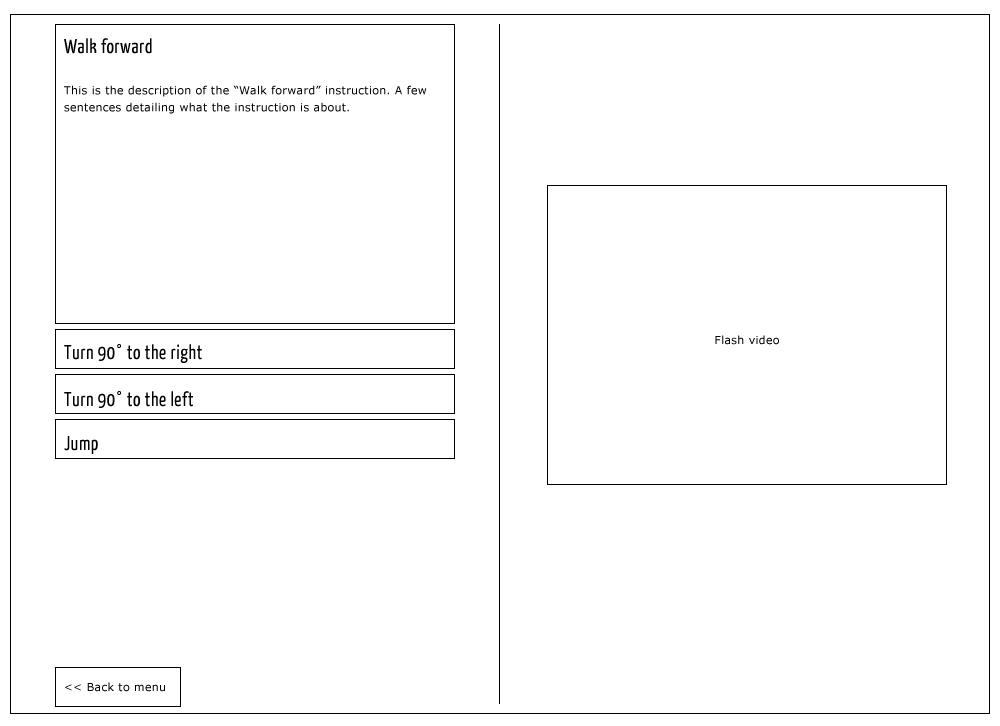 Walk forward
This is the description of the “Walk forward” instruction. A few
sentences detailing what the instruction is about.
Turn 90° to the right
Turn 90° to the left
Jump
<< Back to menu
Flash video